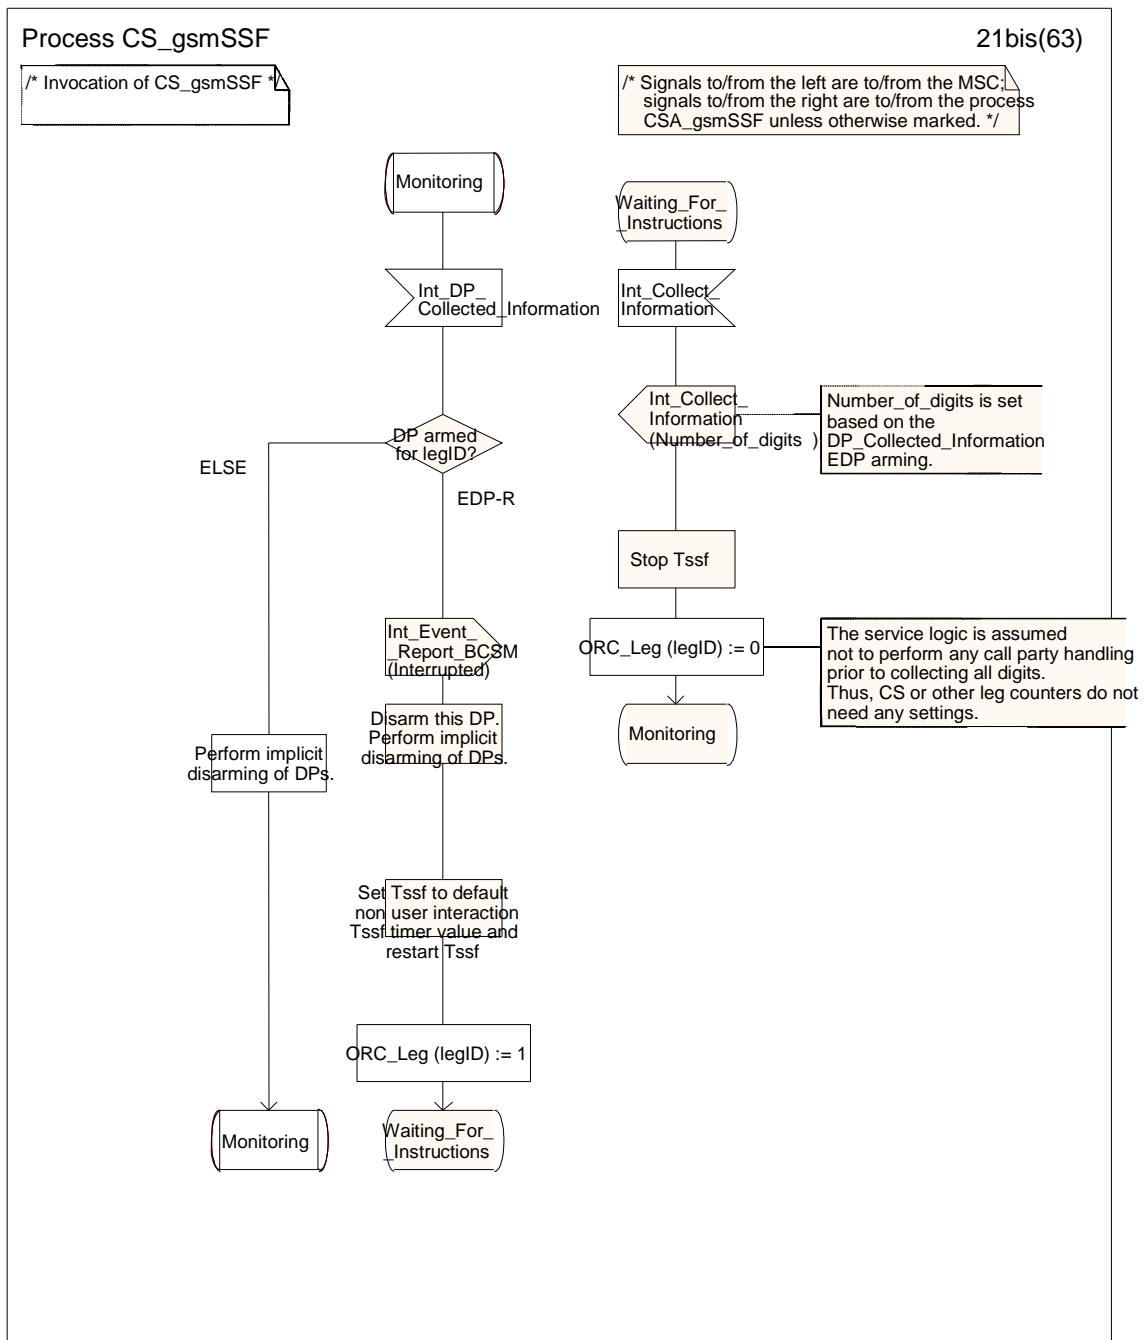 Process CS_gsmSSF
21bis(63)
/* Invocation of CS_gsmSSF */
/* Signals to/from the left are to/from the MSC;
signals to/from the right are to/from the process
CSA_gsmSSF unless otherwise marked. */
Monitoring
Int_DP_
Collected_Information
DP armed
for legID?
ELSE
EDP-R
Int_Event_
_Report_BCSM
(Interrupted)
Disarm this DP.
Perform implicit
disarming of DPs.
Perform implicit
disarming of DPs.
Set Tssf to default
non user interaction
Tssf timer value and
restart Tssf
ORC_Leg (legID) := 1
Monitoring
Waiting_For_
_Instructions
Waiting_For_
_Instructions
Int_Collect_
Information
Int_Collect_
Information
(Number_of_digits )
Number_of_digits is set
based on the
DP_Collected_Information
EDP arming.
Stop Tssf
ORC_Leg (legID) := 0
The service logic is assumed
not to perform any call party handling
prior to collecting all digits.
Thus, CS or other leg counters do not
need any settings.
Monitoring